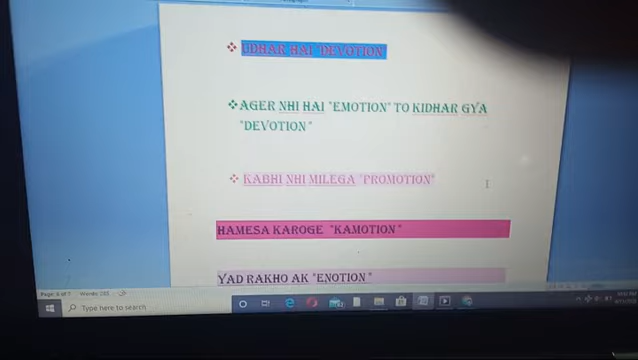 ❖ UDHAR HAI "DEVOTION"
❖ AGER NHI HAI "EMOTION" TO KIDHAR GYA
"DEVOTION"
❖ KABHI NHI MILEGA "PROMOTION"
HAMESA KAROGE "KAMOTION"
YAD RAKHO AK "ENOTION"
Type here to search